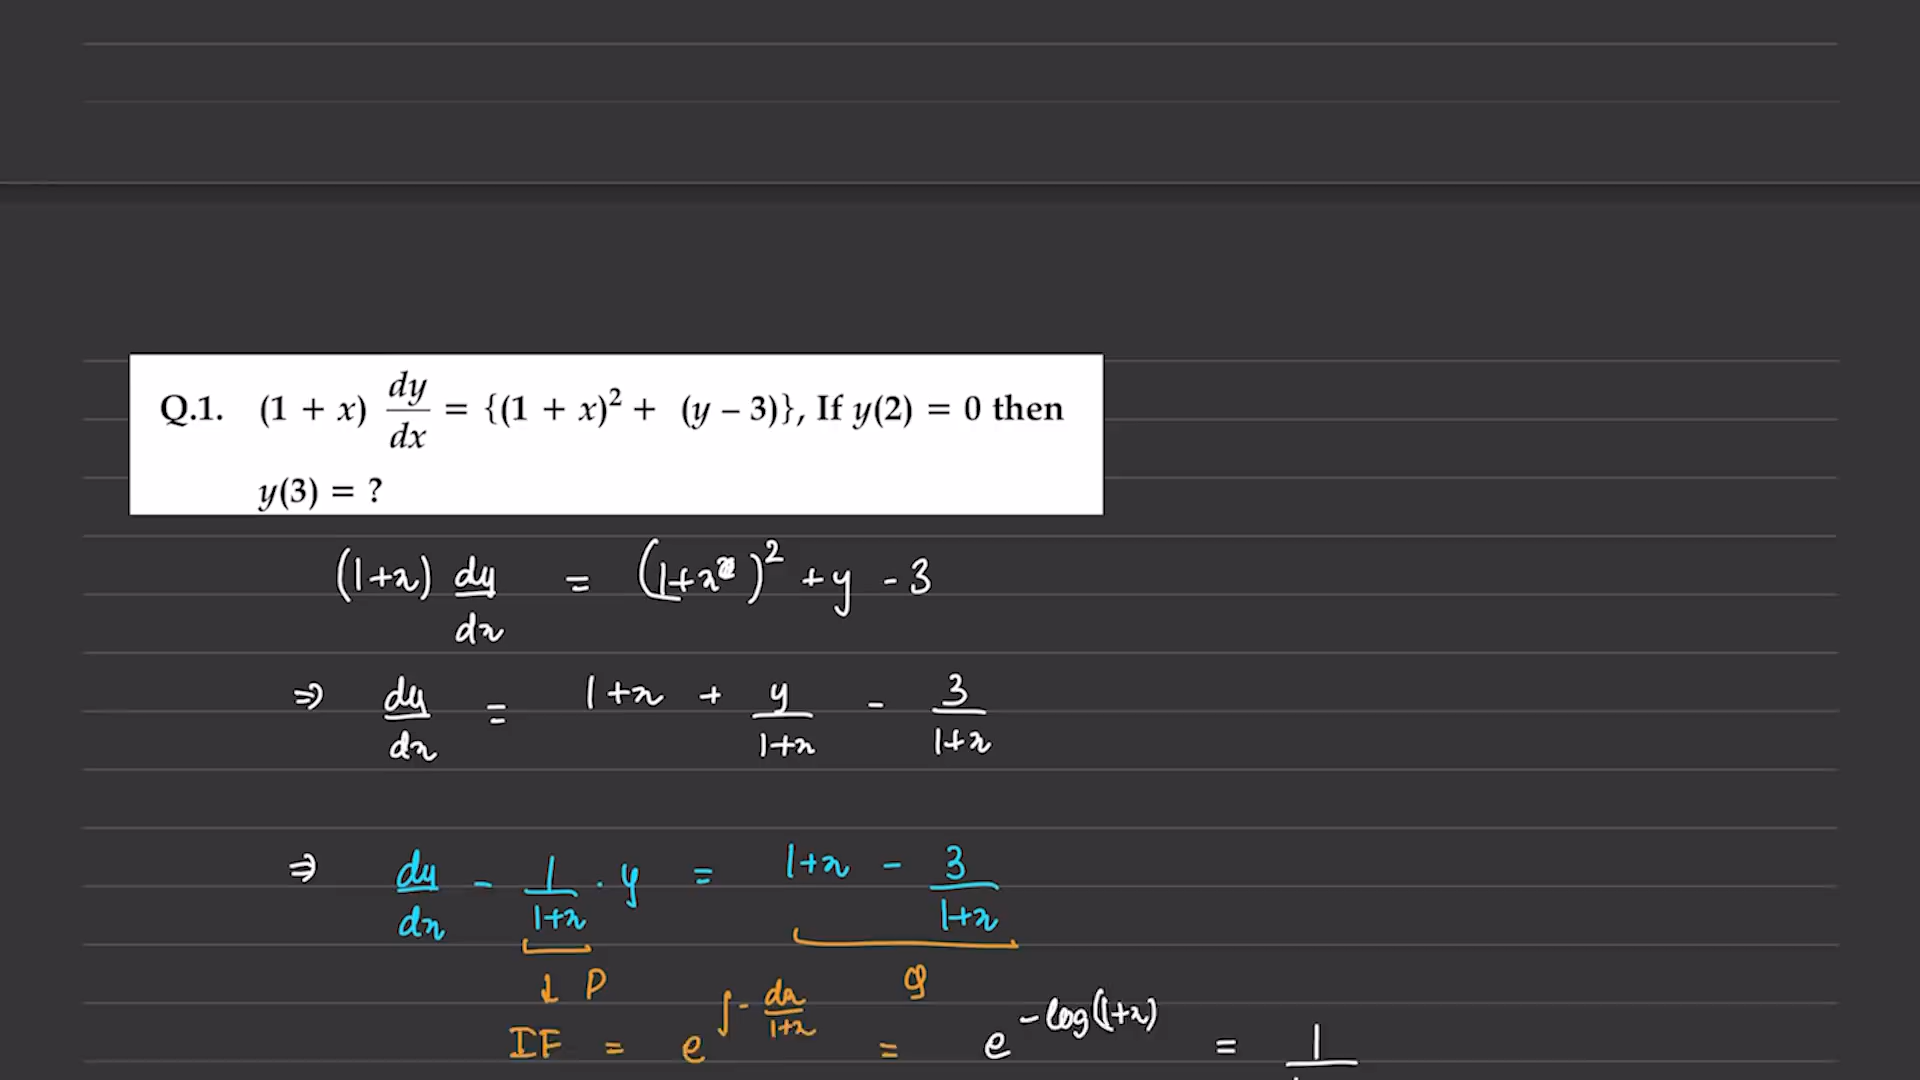 Q.1. (1 + x) dy/dx = {(1 + x)² + (y – 3)}, If y(2) = 0 then
y(3) = ?
(1+x) dy/dx = (1+x)² + y - 3
⇒ dy/dx = 1+x + y/1+x - 3/1+x
⇒ dy/dx - 1/1+x · y = 1+x - 3/1+x
↓ P Q
IF = e^∫-dx/1+x = e^-log(1+x) = 1